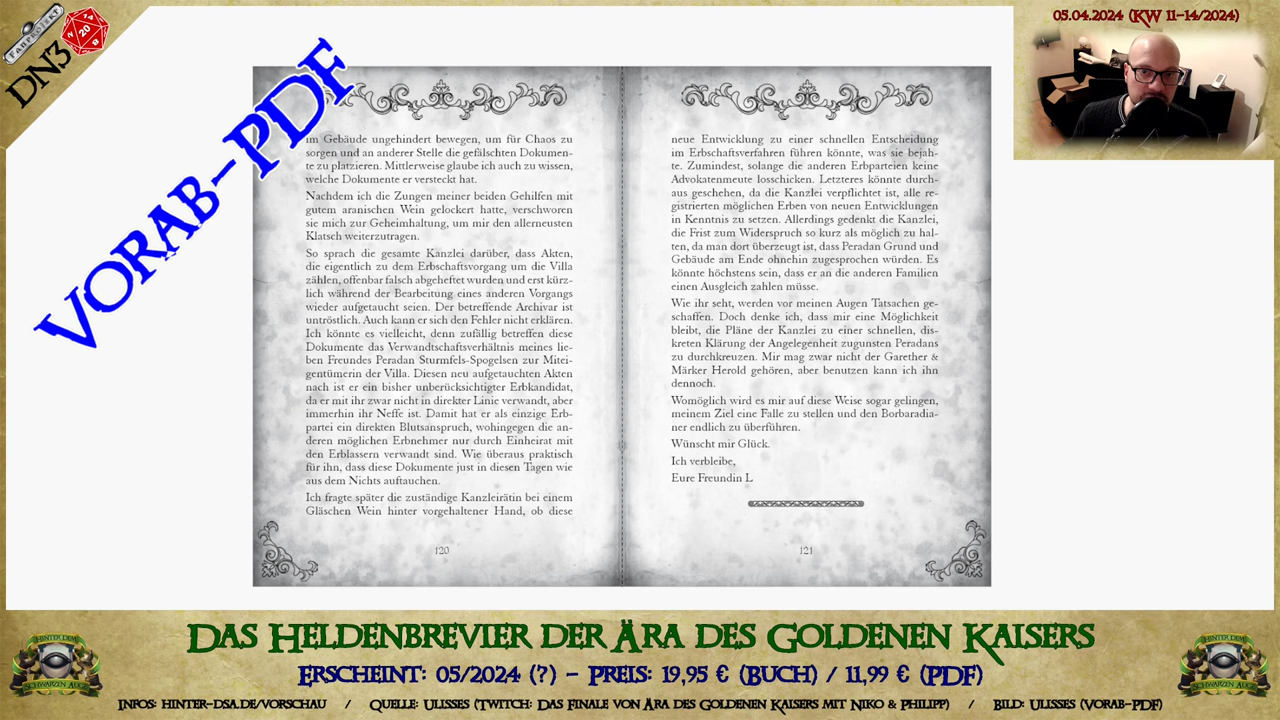 FANPROJEKT
DN3
14
20
05.04.2024 (KW 11-14/2024)
VORAB-PDF
im Gebäude ungehindert bewegen, um für Chaos zu
sorgen und an anderer Stelle die gefälschten Dokumen-
te zu platzieren. Mittlerweise glaube ich auch zu wissen,
welche Dokumente er versteckt hat.
Nachdem ich die Zungen meiner beiden Gehilfen mit
gutem aranischen Wein gelockert hatte, verschworen
sie mich zur Geheimhaltung, um mir den allerneusten
Klatsch weiterzutragen.
So sprach die gesamte Kanzlei darüber, dass Akten,
die eigentlich zu dem Erbschaftsvorgang um die Villa
zählen, offenbar falsch abgeheftet wurden und erst kürz-
lich während der Bearbeitung eines anderen Vorgangs
wieder aufgetaucht seien. Der betreffende Archivar ist
untröstlich. Auch kann er sich den Fehler nicht erklären.
Ich könnte es vielleicht, denn zufällig betreffen diese
Dokumente das Verwandtschaftsverhältnis meines lie-
ben Freundes Peradan Sturmfels-Spogelsen zur Mitei-
gentümerin der Villa. Diesen neu aufgetauchten Akten
nach ist er ein bisher unberücksichtigter Erbkandidat,
da er mit ihr zwar nicht in direkter Linie verwandt, aber
immerhin ihr Neffe ist. Damit hat er als einzige Erb-
partei ein direkten Blutsanspruch, wohingegen die an-
deren möglichen Erbnehmer nur durch Einheirat mit
den Erblassern verwandt sind. Wie überaus praktisch
für ihn, dass diese Dokumente just in diesen Tagen wie
aus dem Nichts auftauchen.
Ich fragte später die zuständige Kanzleirätin bei einem
Gläschen Wein hinter vorgehaltener Hand, ob diese
120
neue Entwicklung zu einer schnellen Entscheidung
im Erbschaftsverfahren führen könnte, was sie bejah-
te. Zumindest, solange die anderen Erbparteien keine
Advokatenmeute losschicken. Letzteres könnte durch-
aus geschehen, da die Kanzlei verpflichtet ist, alle re-
gistrierten möglichen Erben von neuen Entwicklungen
in Kenntnis zu setzen. Allerdings gedenkt die Kanzlei,
die Frist zum Widerspruch so kurz als möglich zu hal-
ten, da man dort überzeugt ist, dass Peradan Grund und
Gebäude am Ende ohnehin zugesprochen würden. Es
könnte höchstens sein, dass er an die anderen Familien
einen Ausgleich zahlen müsse.
Wie ihr seht, werden vor meinen Augen Tatsachen ge-
schaffen. Doch denke ich, dass mir eine Möglichkeit
bleibt, die Pläne der Kanzlei zu einer schnellen, dis-
kreten Klärung der Angelegenheit zugunsten Peradans
zu durchkreuzen. Mir mag zwar nicht der Garether &
Märker Herold gehören, aber benutzen kann ich ihn
dennoch.
Womöglich wird es mir auf diese Weise sogar gelingen,
meinem Ziel eine Falle zu stellen und den Borbaradia-
ner endlich zu überführen.
Wünscht mir Glück.
Ich verbleibe,
Eure Freundin L
121
DAS HELDENBREVIER DER ÄRA DES GOLDENEN KAISERS
ERSCHEINT: 05/2024 (?) – PREIS: 19,95 € (BUCH) / 11,99 € (PDF)
INFOS: HINTER-DSA.DE/VORSCHAU / QUELLE: ULISSES (TWITCH: DAS FINALE VON ÄRA DES GOLDENEN KAISERS MIT NIKO & PHILIPP) / BILD: ULISSES (VORAB-PDF)
HINTER DEM
SCHWARZEN AUGE
HINTER DEM
SCHWARZEN AUGE